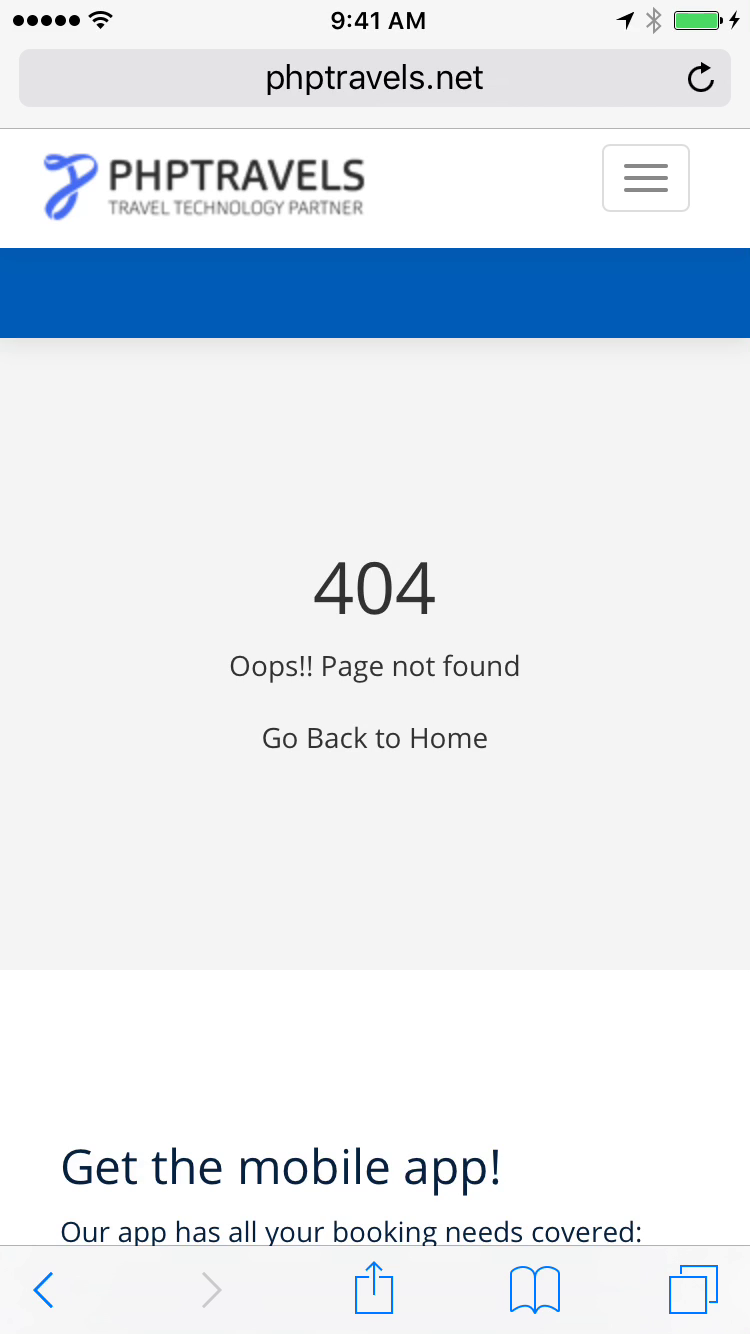 9:41 AM
phptravels.net
PHPTRAVELS
TRAVEL TECHNOLOGY PARTNER
404
Oops!! Page not found
Go Back to Home
Get the mobile app!
Our app has all your booking needs covered: